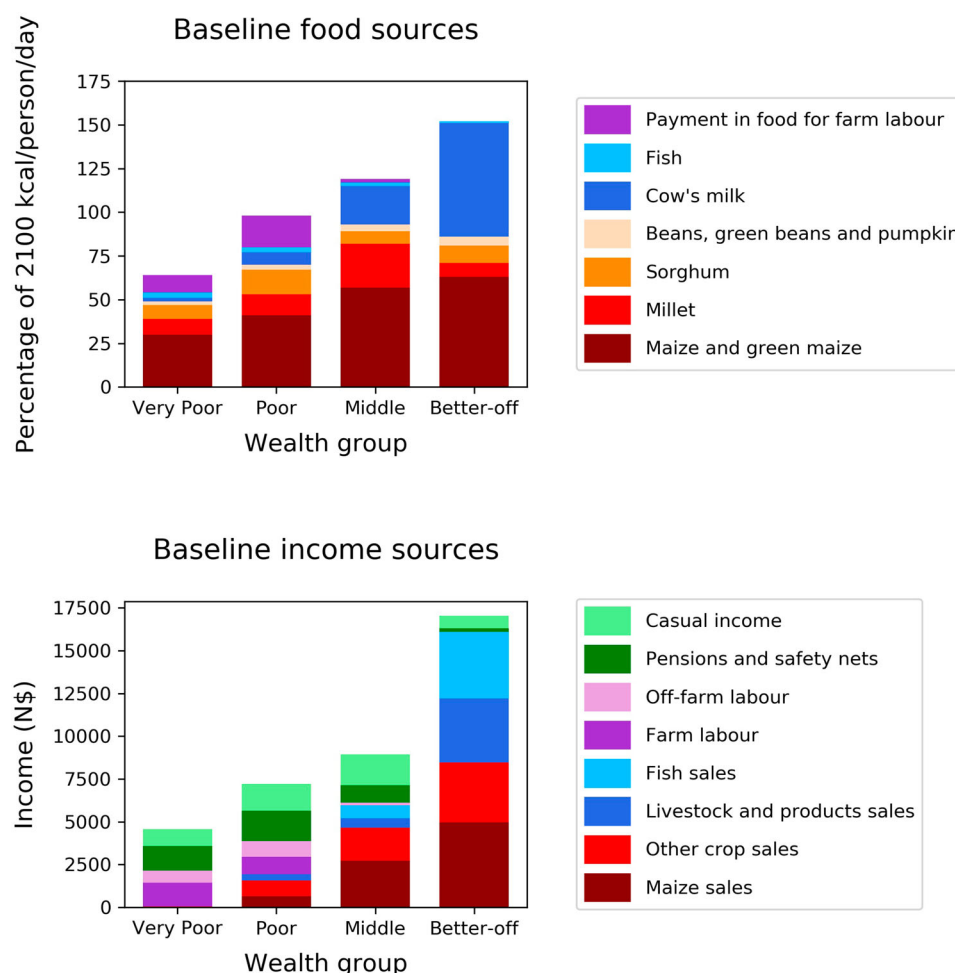 Baseline food sources
Percentage of 2100 kcal/person/day
175
150
125
100
75
50
25
0
Very Poor
Poor
Middle
Better-off
Wealth group
Payment in food for farm labour
Fish
Cow's milk
Beans, green beans and pumpkin
Sorghum
Millet
Maize and green maize
Baseline income sources
Income (N$)
17500
15000
12500
10000
7500
5000
2500
0
Very Poor
Poor
Middle
Better-off
Wealth group
Casual income
Pensions and safety nets
Off-farm labour
Farm labour
Fish sales
Livestock and products sales
Other crop sales
Maize sales